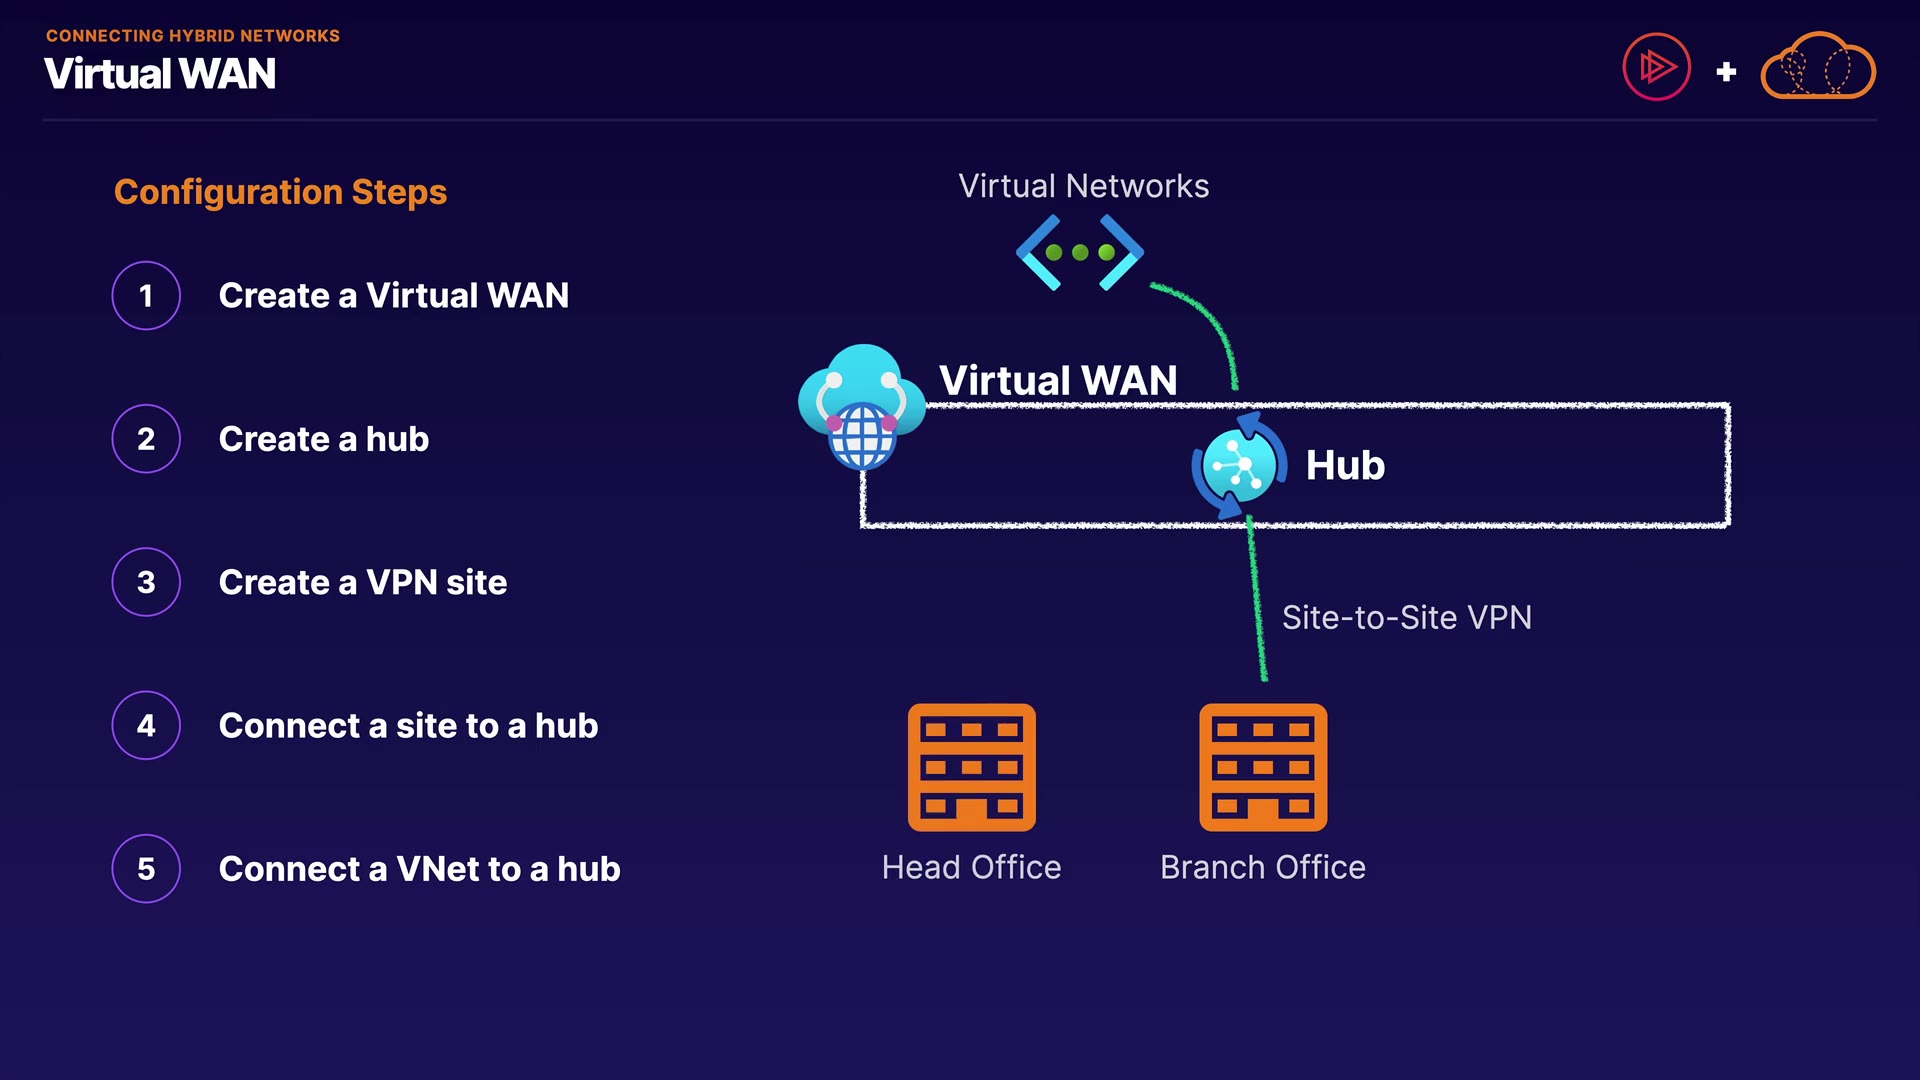 CONNECTING HYBRID NETWORKS
Virtual WAN
Configuration Steps
1 Create a Virtual WAN
2 Create a hub
3 Create a VPN site
4 Connect a site to a hub
5 Connect a VNet to a hub
Virtual Networks
Virtual WAN
Hub
Site-to-Site VPN
Head Office
Branch Office